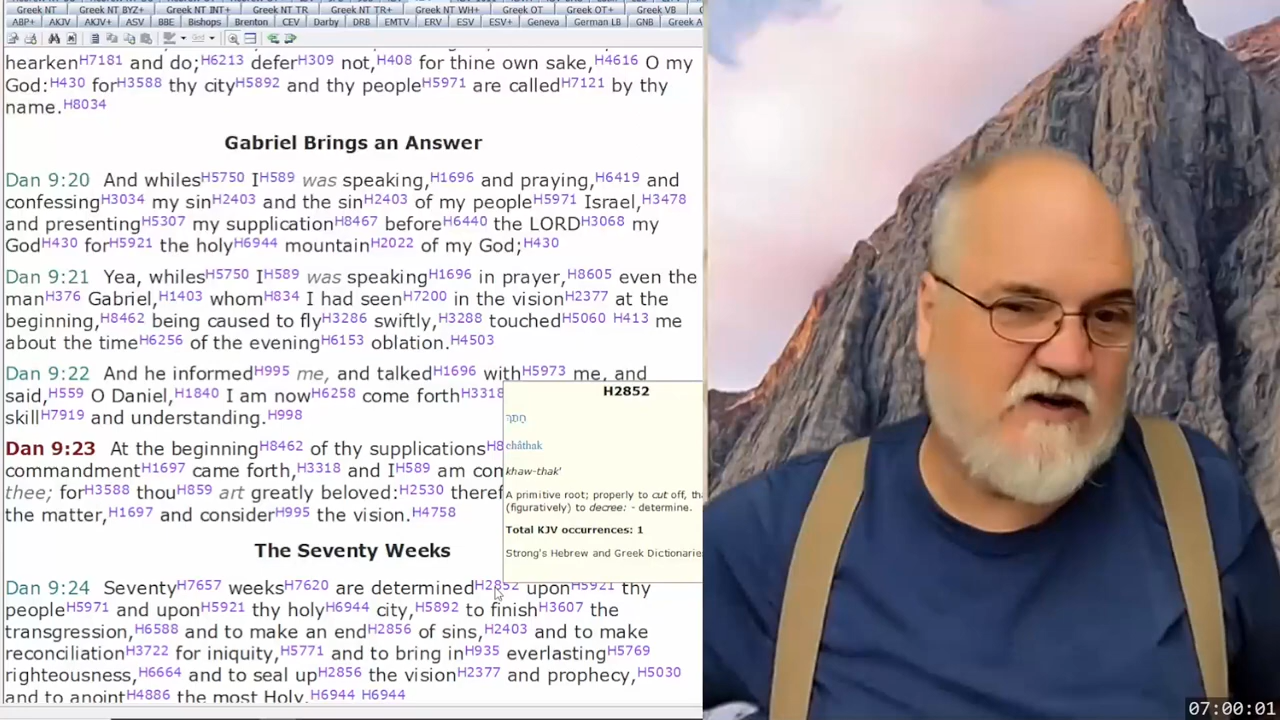 Greek NT Greek NT BYZ+ Greek NT INT+ Greek NT TR Greek NT TR+ Greek NT WH+ Greek OT Greek OT+ Greek VB
ABP+ AKJV AKJV+ ASV BBE Bishops Brenton CEV Darby DRB EMTV ERV ESV ESV+ Geneva German LB GNB Greek A
hearkenH7181 and do;H6213 deferH309 not,H408 for thine own sake,H4616 O my
God:H430 forH3588 thy cityH5892 and thy peopleH5971 are calledH7121 by thy
name.H8034
Gabriel Brings an Answer
Dan 9:20 And whilesH5750 IH589 was speaking,H1696 and praying,H6419 and
confessingH3034 my sinH2403 and the sinH2403 of my peopleH5971 Israel,H3478
and presentingH5307 my supplicationH8467 beforeH6440 the LORDH3068 my
GodH430 forH5921 the holyH6944 mountainH2022 of my God;H430
Dan 9:21 Yea, whilesH5750 IH589 was speakingH1696 in prayer,H8605 even the
manH376 Gabriel,H1403 whomH834 I had seenH7200 in the visionH2377 at the
beginning,H8462 being caused to flyH3286 swiftly,H3288 touchedH5060 H413 me
about the timeH6256 of the eveningH6153 oblation.H4503
Dan 9:22 And he informedH995 me, and talkedH1696 withH5973 me, and
said,H559 O Daniel,H1840 I am nowH6258 come forthH3318
skillH7919 and understanding.H998
Dan 9:23 At the beginningH8462 of thy supplicationsH8
commandmentH1697 came forth,H3318 and IH589 am con
thee; forH3588 thouH859 art greatly beloved:H2530 theref
the matter,H1697 and considerH995 the vision.H4758
H2852
חָתַךְ
châthak
khaw-thak'
A primitive root; properly to cut off, th
(figuratively) to decree: - determine.
Total KJV occurrences: 1
Strong's Hebrew and Greek Dictionaries
The Seventy Weeks
Dan 9:24 SeventyH7657 weeksH7620 are determinedH2852 uponH5921 thy
peopleH5971 and uponH5921 thy holyH6944 city,H5892 to finishH3607 the
transgression,H6588 and to make an endH2856 of sins,H2403 and to make
reconciliationH3722 for iniquity,H5771 and to bring inH935 everlastingH5769
righteousness,H6664 and to seal upH2856 the visionH2377 and prophecy,H5030
and to anointH4886 the most Holy.H6944 H6944
07:00:01